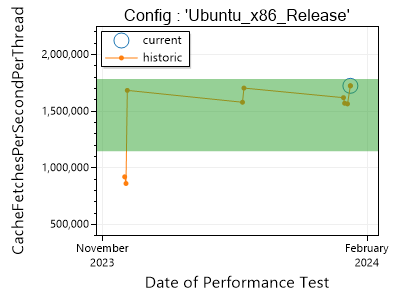 Config : 'Ubuntu_x86_Release'
CacheFetchesPerSecondPerThread
current
historic
2,000,000
1,500,000
1,000,000
500,000
November
2023
February
2024
Date of Performance Test